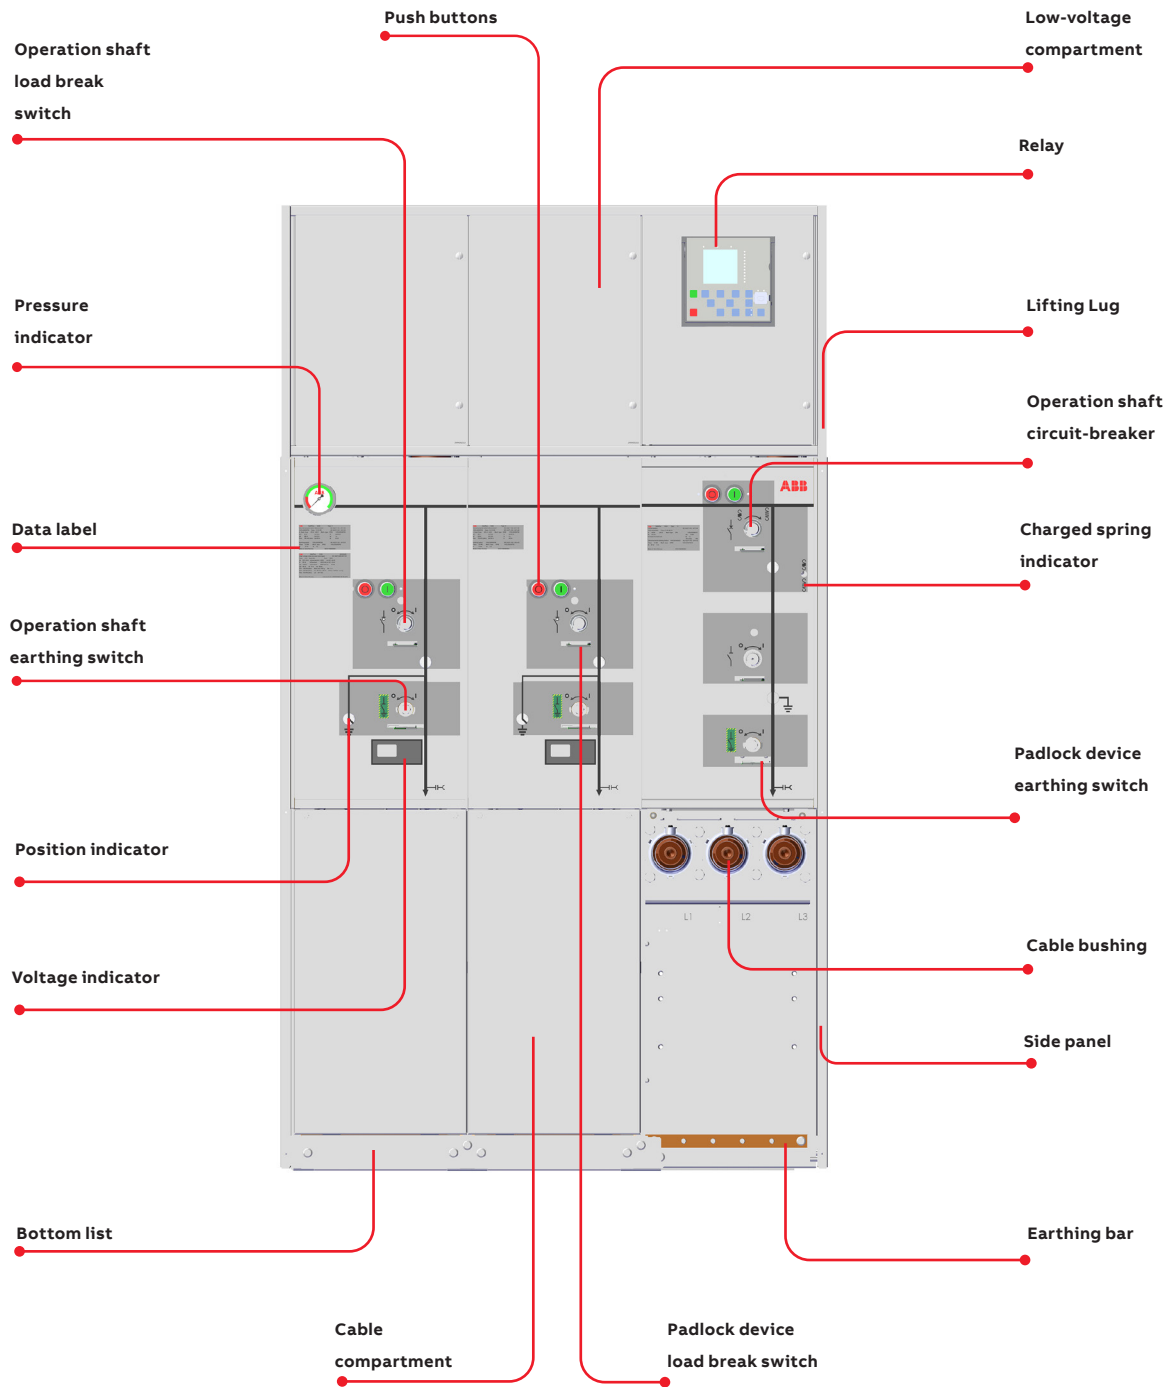 Push buttons
Low-voltage
compartment
Operation shaft
load break
switch
Relay
Pressure
indicator
Lifting Lug
Operation shaft
circuit-breaker
ABB
Data label
Charged spring
indicator
Operation shaft
earthing switch
Padlock device
earthing switch
Position indicator
L1 L2 L3
Cable bushing
Voltage indicator
Side panel
Bottom list
Earthing bar
Cable
compartment
Padlock device
load break switch